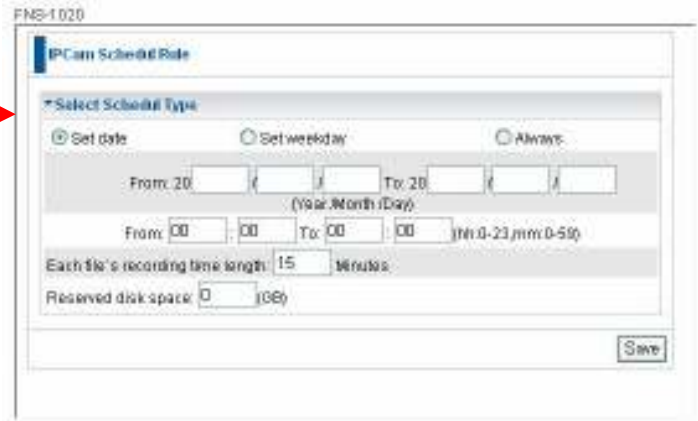 FNS-1020
IPCam Schedul Rule
Select Schedul Type
Set date Set weekday Always
From: 20 / / To: 20 / /
(Year /Month /Day)
From: 00 : 00 To: 00 : 00 (hh:0-23,mm:0-59)
Each file's recording time length: 15 Minutes
Reserved disk space: 0 (GB)
Save